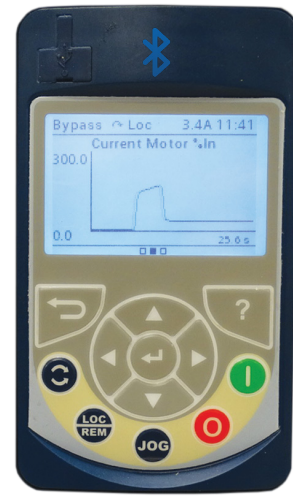 Bypass Loc 3.4A 11:41
Current Motor %In
300.0
0.0 25.6 s
?
LOC
REM
JOG